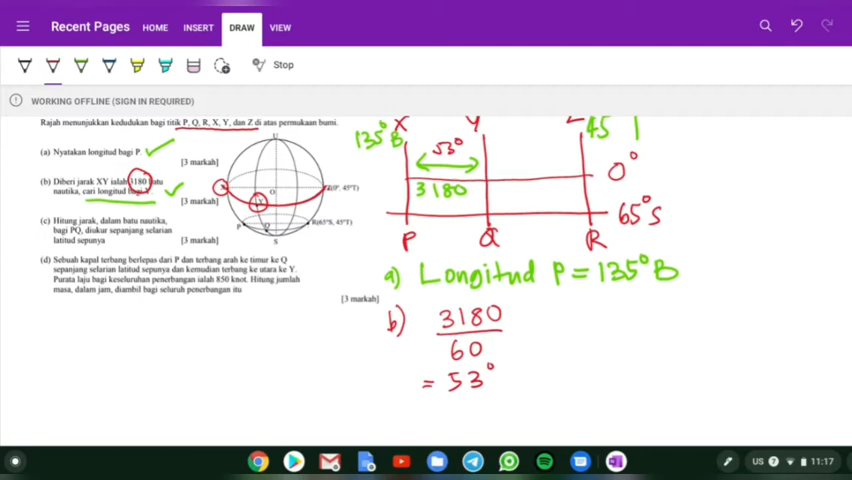 Recent Pages
HOME
INSERT
DRAW
VIEW
Stop
WORKING OFFLINE (SIGN IN REQUIRED)
Rajah menunjukkan kedudukan bagi titik P, Q, R, X, Y, dan Z di atas permukaan bumi.
(a) Nyatakan longitud bagi P.
[3 markah]
(b) Diberi jarak XY ialah 3180 batu
nautika, cari longitud bagi Y.
[3 markah]
(c) Hitung jarak, dalam batu nautika,
bagi PQ, diukur sepanjang selarian
latitud sepunya
[3 markah]
(d) Sebuah kapal terbang berlepas dari P dan terbang arah ke timur ke Q
sepanjang selarian latitud sepunya dan kemudian terbang ke utara ke Y.
Purata laju bagi keseluruhan penerbangan ialah 850 knot. Hitung jumlah
masa, dalam jam, diambil bagi seluruh penerbangan itu
[3 markah]
U
X
O
Z(0°, 45°T)
Y
P
Q
R(65°S, 45°T)
S
X Y Z
135°B
45 T
53°
0°
3180
65°S
P Q R
a) Longitud P = 135°B
b) 3180
60
= 53°
US
11:17